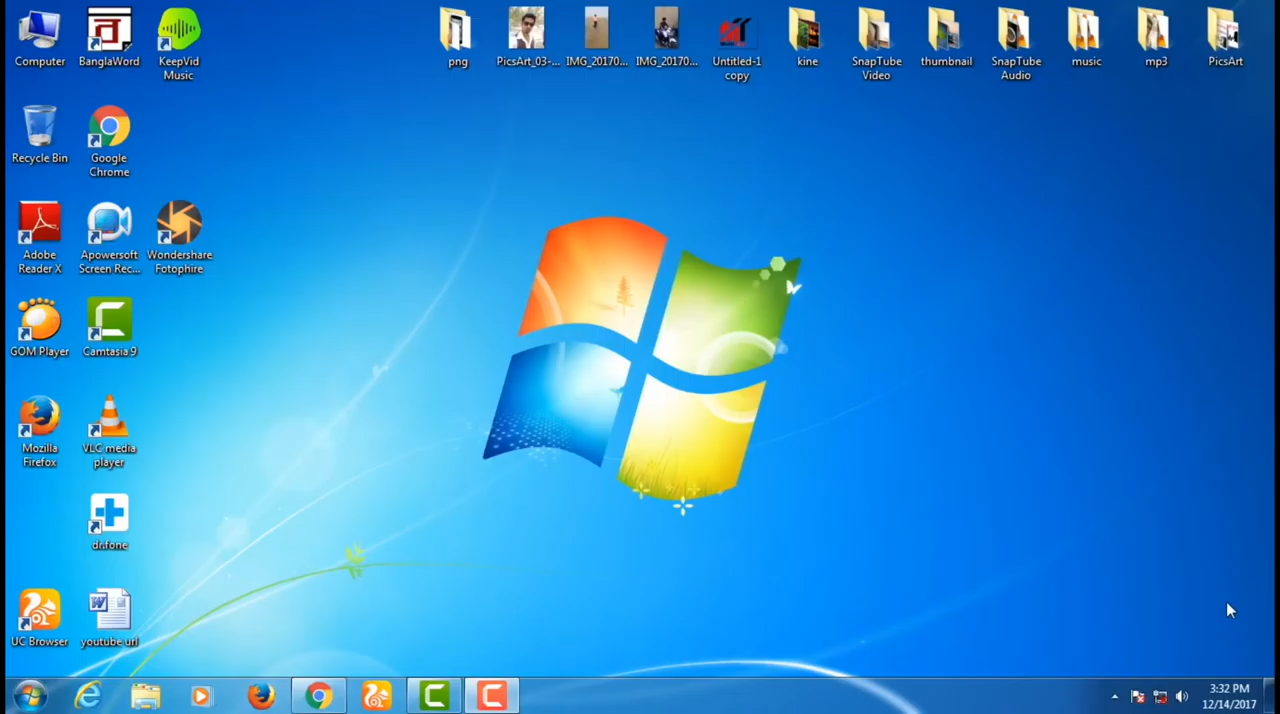 Computer
BanglaWord
KeepVid
Music
png
PicsArt_03-...
IMG_20170...
IMG_20170...
Untitled-1
copy
kine
SnapTube
Video
thumbnail
SnapTube
Audio
music
mp3
PicsArt
Recycle Bin
Google
Chrome
Adobe
Reader X
Apowersoft
Screen Rec...
Wondershare
Fotophire
GOM Player
Camtasia 9
Mozilla
Firefox
VLC media
player
dr.fone
UC Browser
youtube url
3:32 PM
12/14/2017